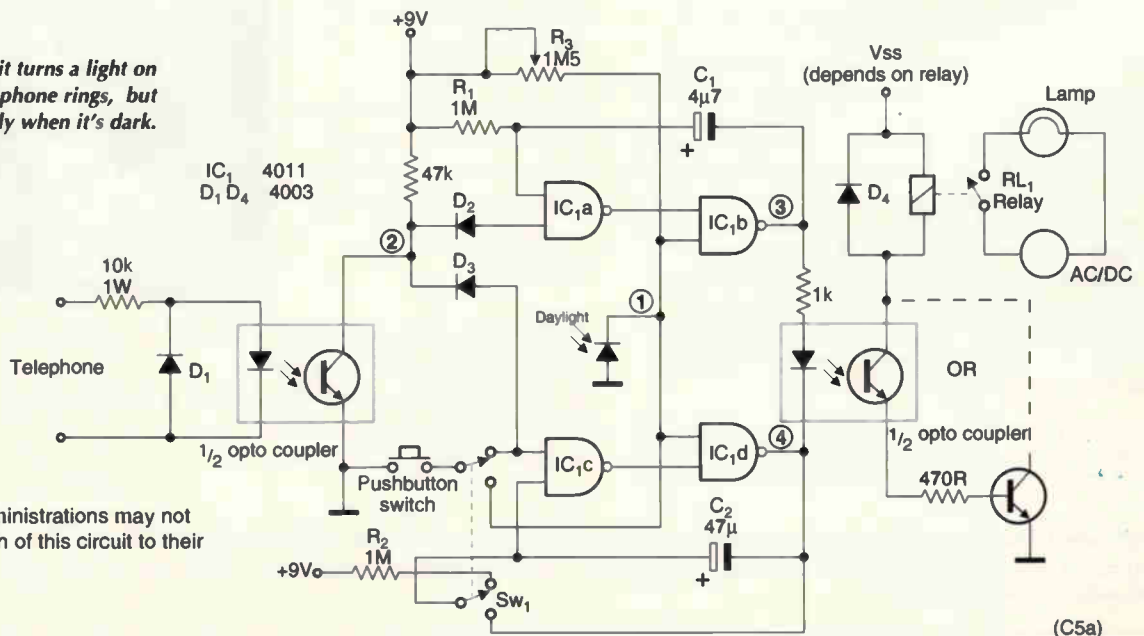 it turns a light on
phone rings, but
ly when it's dark.
IC₁ 4011
D₁ D₄ 4003
+9V
R₃
1M5
R₁
1M
C₁
4µ7
+
47k
D₂
IC₁a
IC₁b
③
②
D₃
①
Daylight
1k
Vss
(depends on relay)
Lamp
D₄
RL₁
Relay
AC/DC
10k
1W
Telephone
D₁
1/2 opto coupler
Pushbutton
switch
IC₁c
IC₁d
④
OR
1/2 opto coupler
470R
C₂
47µ
+
R₂
1M
+9V
Sw₁
ministrations may not
n of this circuit to their
(C5a)